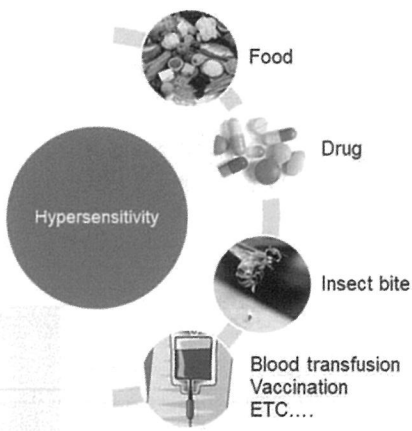 Food
Drug
Hypersensitivity
Insect bite
Blood transfusion
Vaccination
ETC....